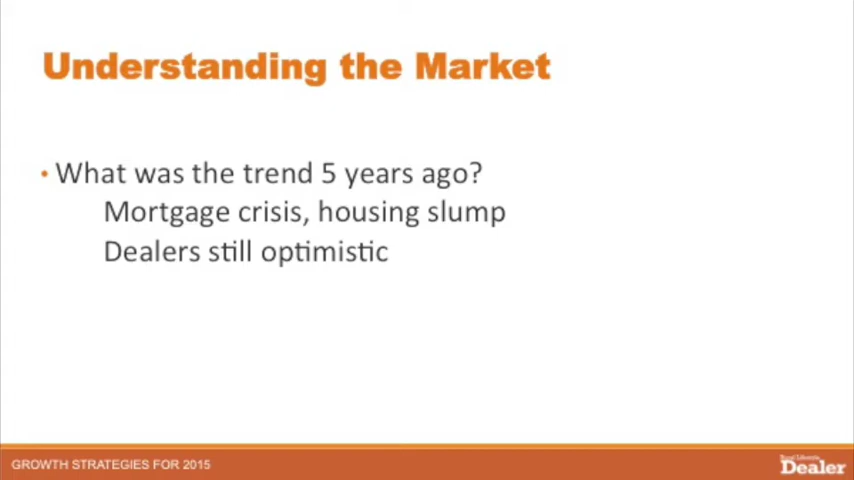 Understanding the Market
• What was the trend 5 years ago?
Mortgage crisis, housing slump
Dealers still optimistic
GROWTH STRATEGIES FOR 2015
Dealer